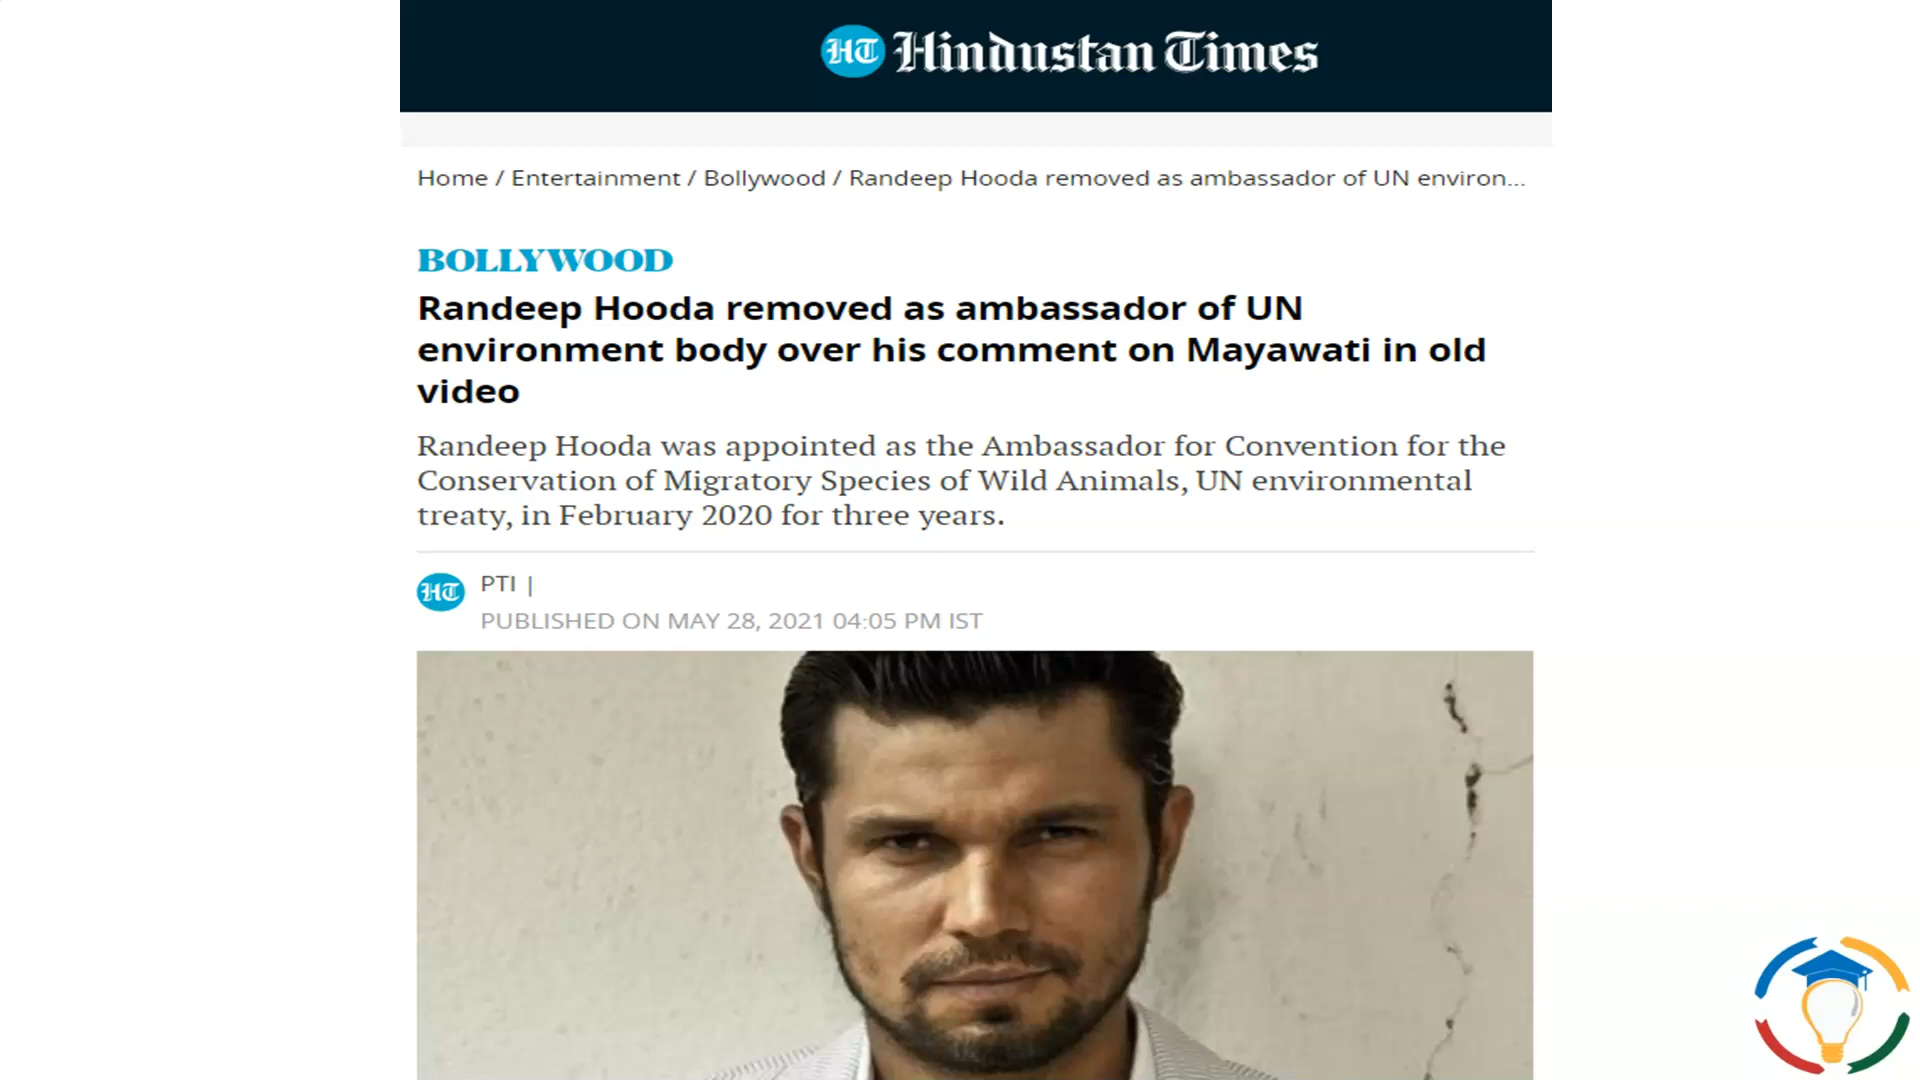 HT Hindustan Times
Home / Entertainment / Bollywood / Randeep Hooda removed as ambassador of UN environ...
BOLLYWOOD
Randeep Hooda removed as ambassador of UN
environment body over his comment on Mayawati in old
video
Randeep Hooda was appointed as the Ambassador for Convention for the
Conservation of Migratory Species of Wild Animals, UN environmental
treaty, in February 2020 for three years.
HT PTI |
PUBLISHED ON MAY 28, 2021 04:05 PM IST